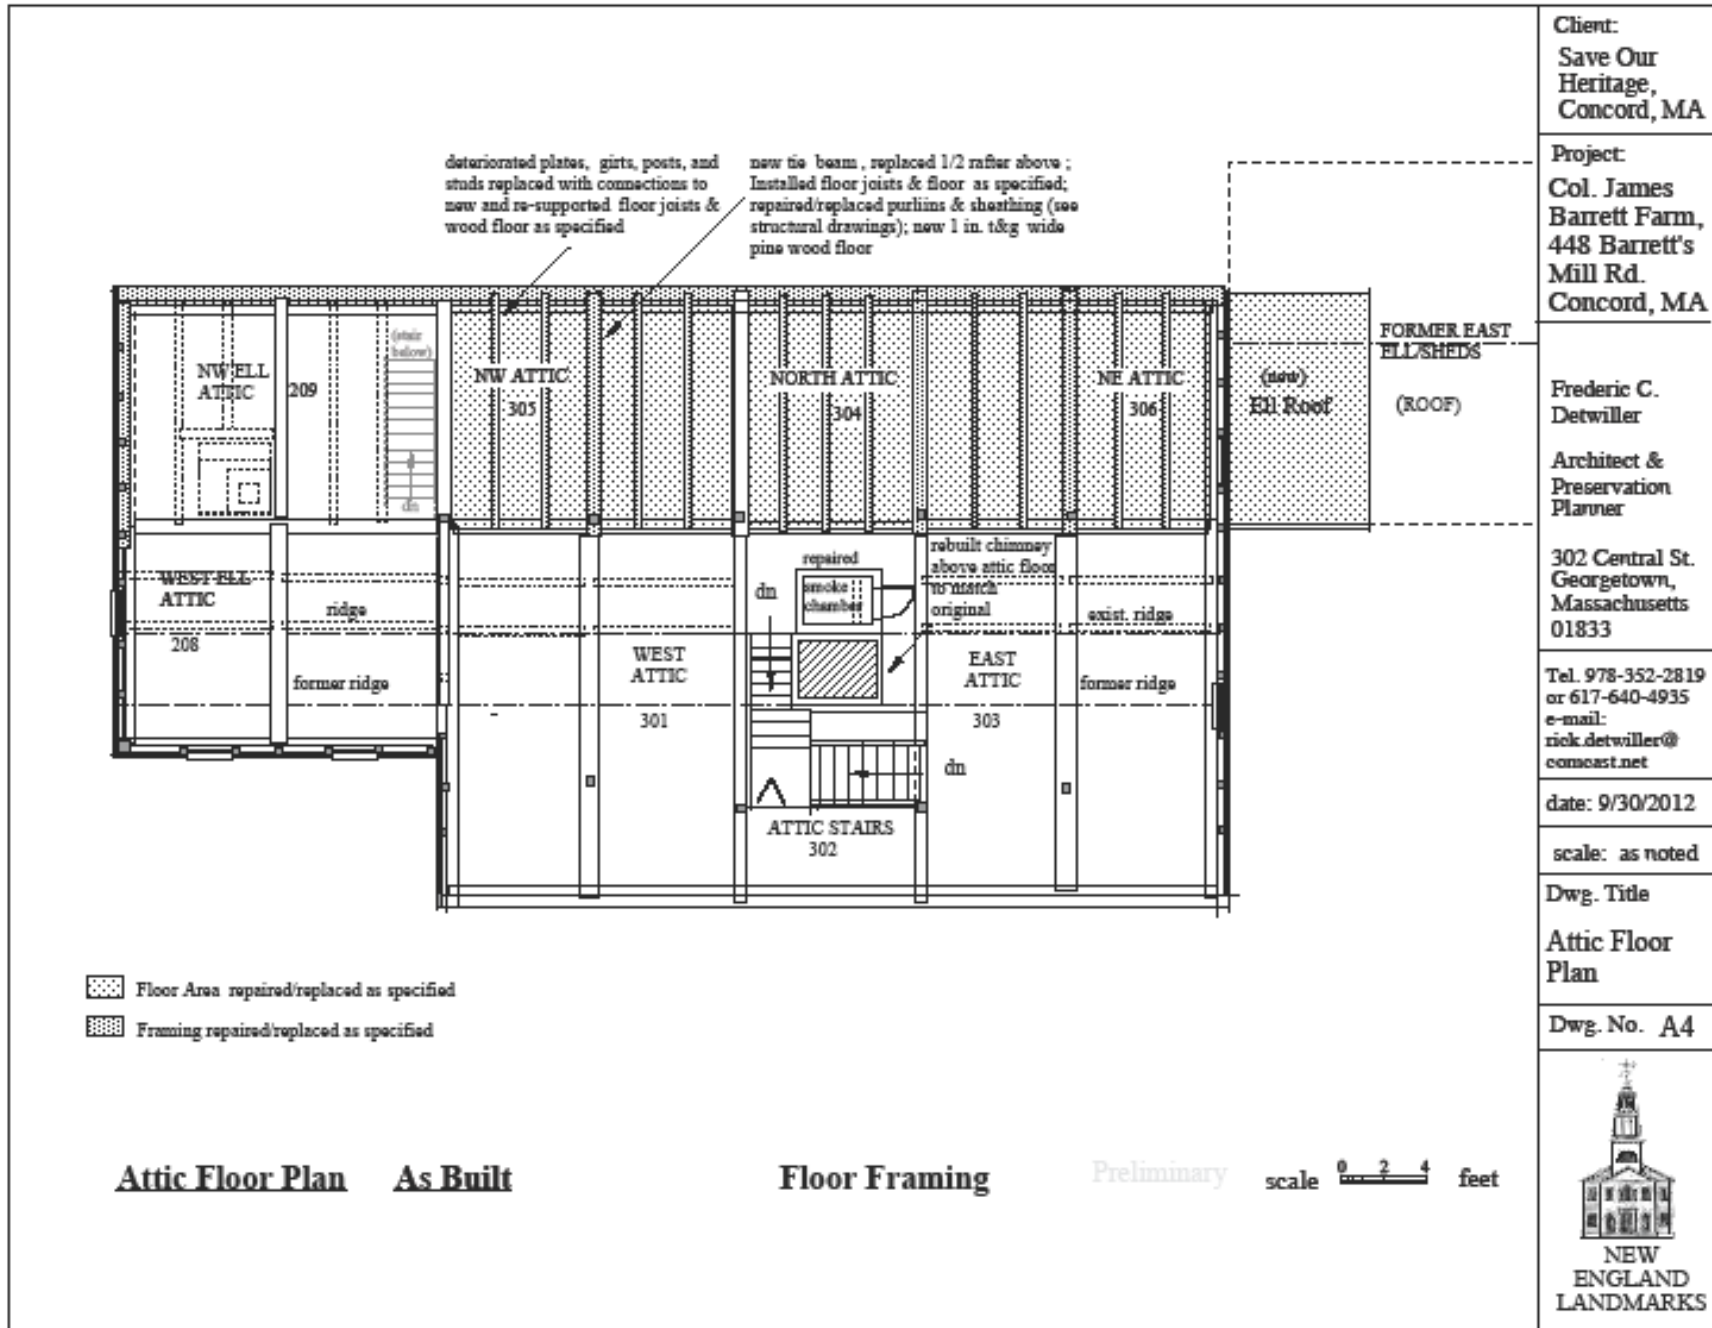 deteriorated plates, girts, posts, and
studs replaced with connections to
new and re-supported floor joists &
wood floor as specified
new tie beam , replaced 1/2 rafter above ;
Installed floor joists & floor as specified;
repaired/replaced purliins & sheathing (see
structural drawings); new 1 in. t&g wide
pine wood floor
(stair
below)
NW ELL
ATTIC
209
dn
NW ATTIC
305
NORTH ATTIC
304
NE ATTIC
306
(new)
Ell Roof
FORMER EAST
ELL/SHEDS
(ROOF)
WEST ELL
ATTIC
208
ridge
former ridge
WEST
ATTIC
301
dn
repaired
smoke
chamber
rebuilt chimney
above attic floor
to match
original
exist. ridge
EAST
ATTIC
303
former ridge
dn
ATTIC STAIRS
302
Floor Area repaired/replaced as specified
Framing repaired/replaced as specified
Attic Floor Plan As Built
Floor Framing
Preliminary
scale 0 2 4 feet
Client:
Save Our
Heritage,
Concord, MA
Project:
Col. James
Barrett Farm,
448 Barrett's
Mill Rd.
Concord, MA
Frederic C.
Detwiller
Architect &
Preservation
Planner
302 Central St.
Georgetown,
Massachusetts
01833
Tel. 978-352-2819
or 617-640-4935
e-mail:
rick.detwiller@
comcast.net
date: 9/30/2012
scale: as noted
Dwg. Title
Attic Floor
Plan
Dwg. No. A4
NEW
ENGLAND
LANDMARKS